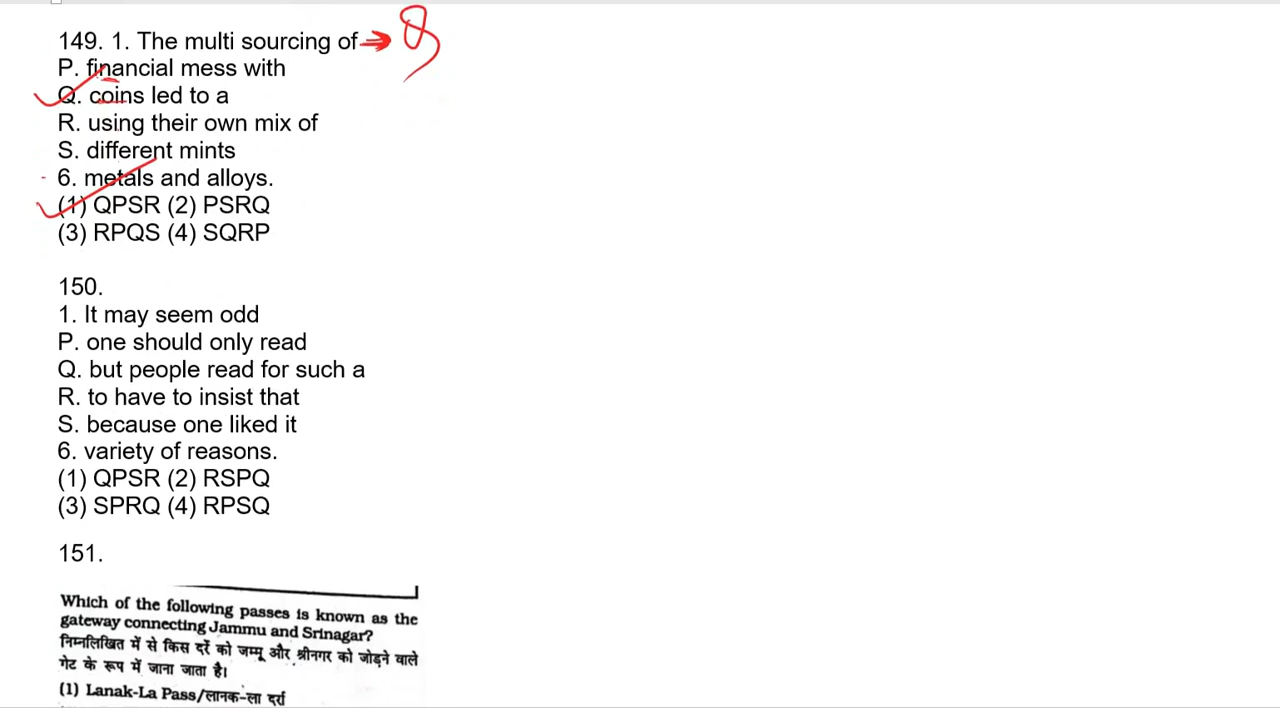 149. 1. The multi sourcing of
P. financial mess with
Q. coins led to a
R. using their own mix of
S. different mints
6. metals and alloys.
(1) QPSR (2) PSRQ
(3) RPQS (4) SQRP
150.
1. It may seem odd
P. one should only read
Q. but people read for such a
R. to have to insist that
S. because one liked it
6. variety of reasons.
(1) QPSR (2) RSPQ
(3) SPRQ (4) RPSQ
151.
Which of the following passes is known as the
gateway connecting Jammu and Srinagar?
निम्नलिखित में से किस दर्रे को जम्मू और श्रीनगर को जोड़ने वाले
गेट के रूप में जाना जाता है।
(1) Lanak-La Pass/लानक-ला दर्रा